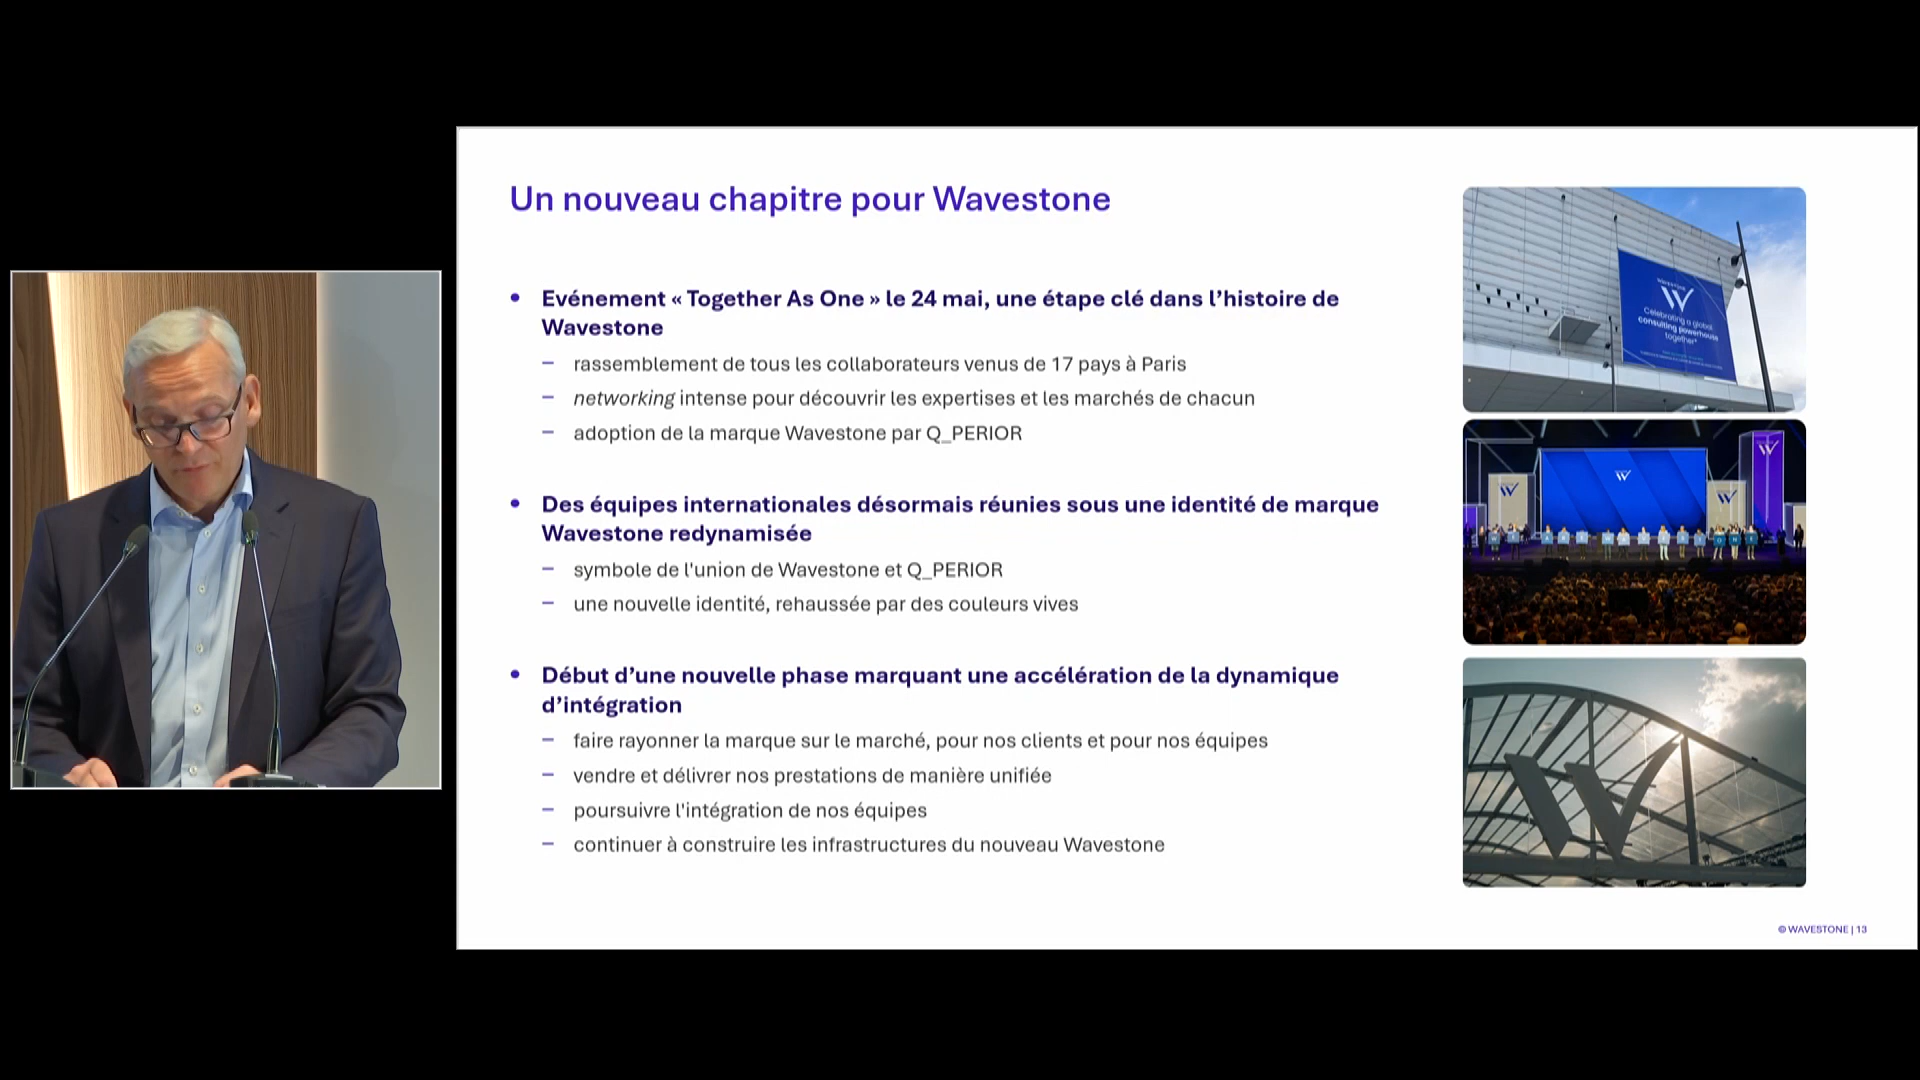 Un nouveau chapitre pour Wavestone
• Evénement « Together As One » le 24 mai, une étape clé dans l’histoire de
Wavestone
– rassemblement de tous les collaborateurs venus de 17 pays à Paris
– networking intense pour découvrir les expertises et les marchés de chacun
– adoption de la marque Wavestone par Q_PERIOR
• Des équipes internationales désormais réunies sous une identité de marque
Wavestone redynamisée
– symbole de l'union de Wavestone et Q_PERIOR
– une nouvelle identité, rehaussée par des couleurs vives
• Début d’une nouvelle phase marquant une accélération de la dynamique
d’intégration
– faire rayonner la marque sur le marché, pour nos clients et pour nos équipes
– vendre et délivrer nos prestations de manière unifiée
– poursuivre l'intégration de nos équipes
– continuer à construire les infrastructures du nouveau Wavestone
Celebrating a global
consulting powerhouse
together*
© WAVESTONE | 13